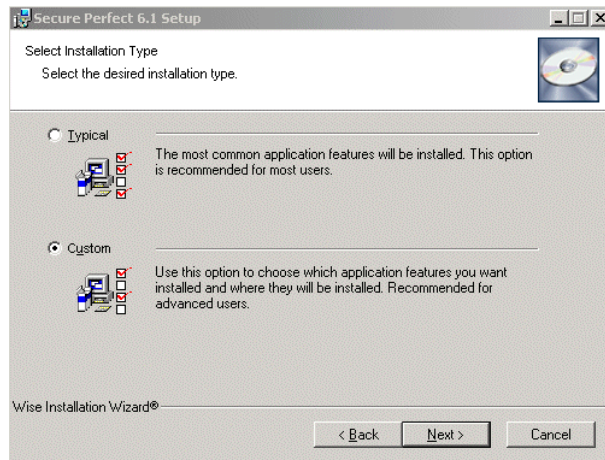 Secure Perfect 6.1 Setup
Select Installation Type
Select the desired installation type.
Typical
The most common application features will be installed. This option
is recommended for most users.
Custom
Use this option to choose which application features you want
installed and where they will be installed. Recommended for
advanced users.
Wise Installation Wizard®
< Back Next > Cancel